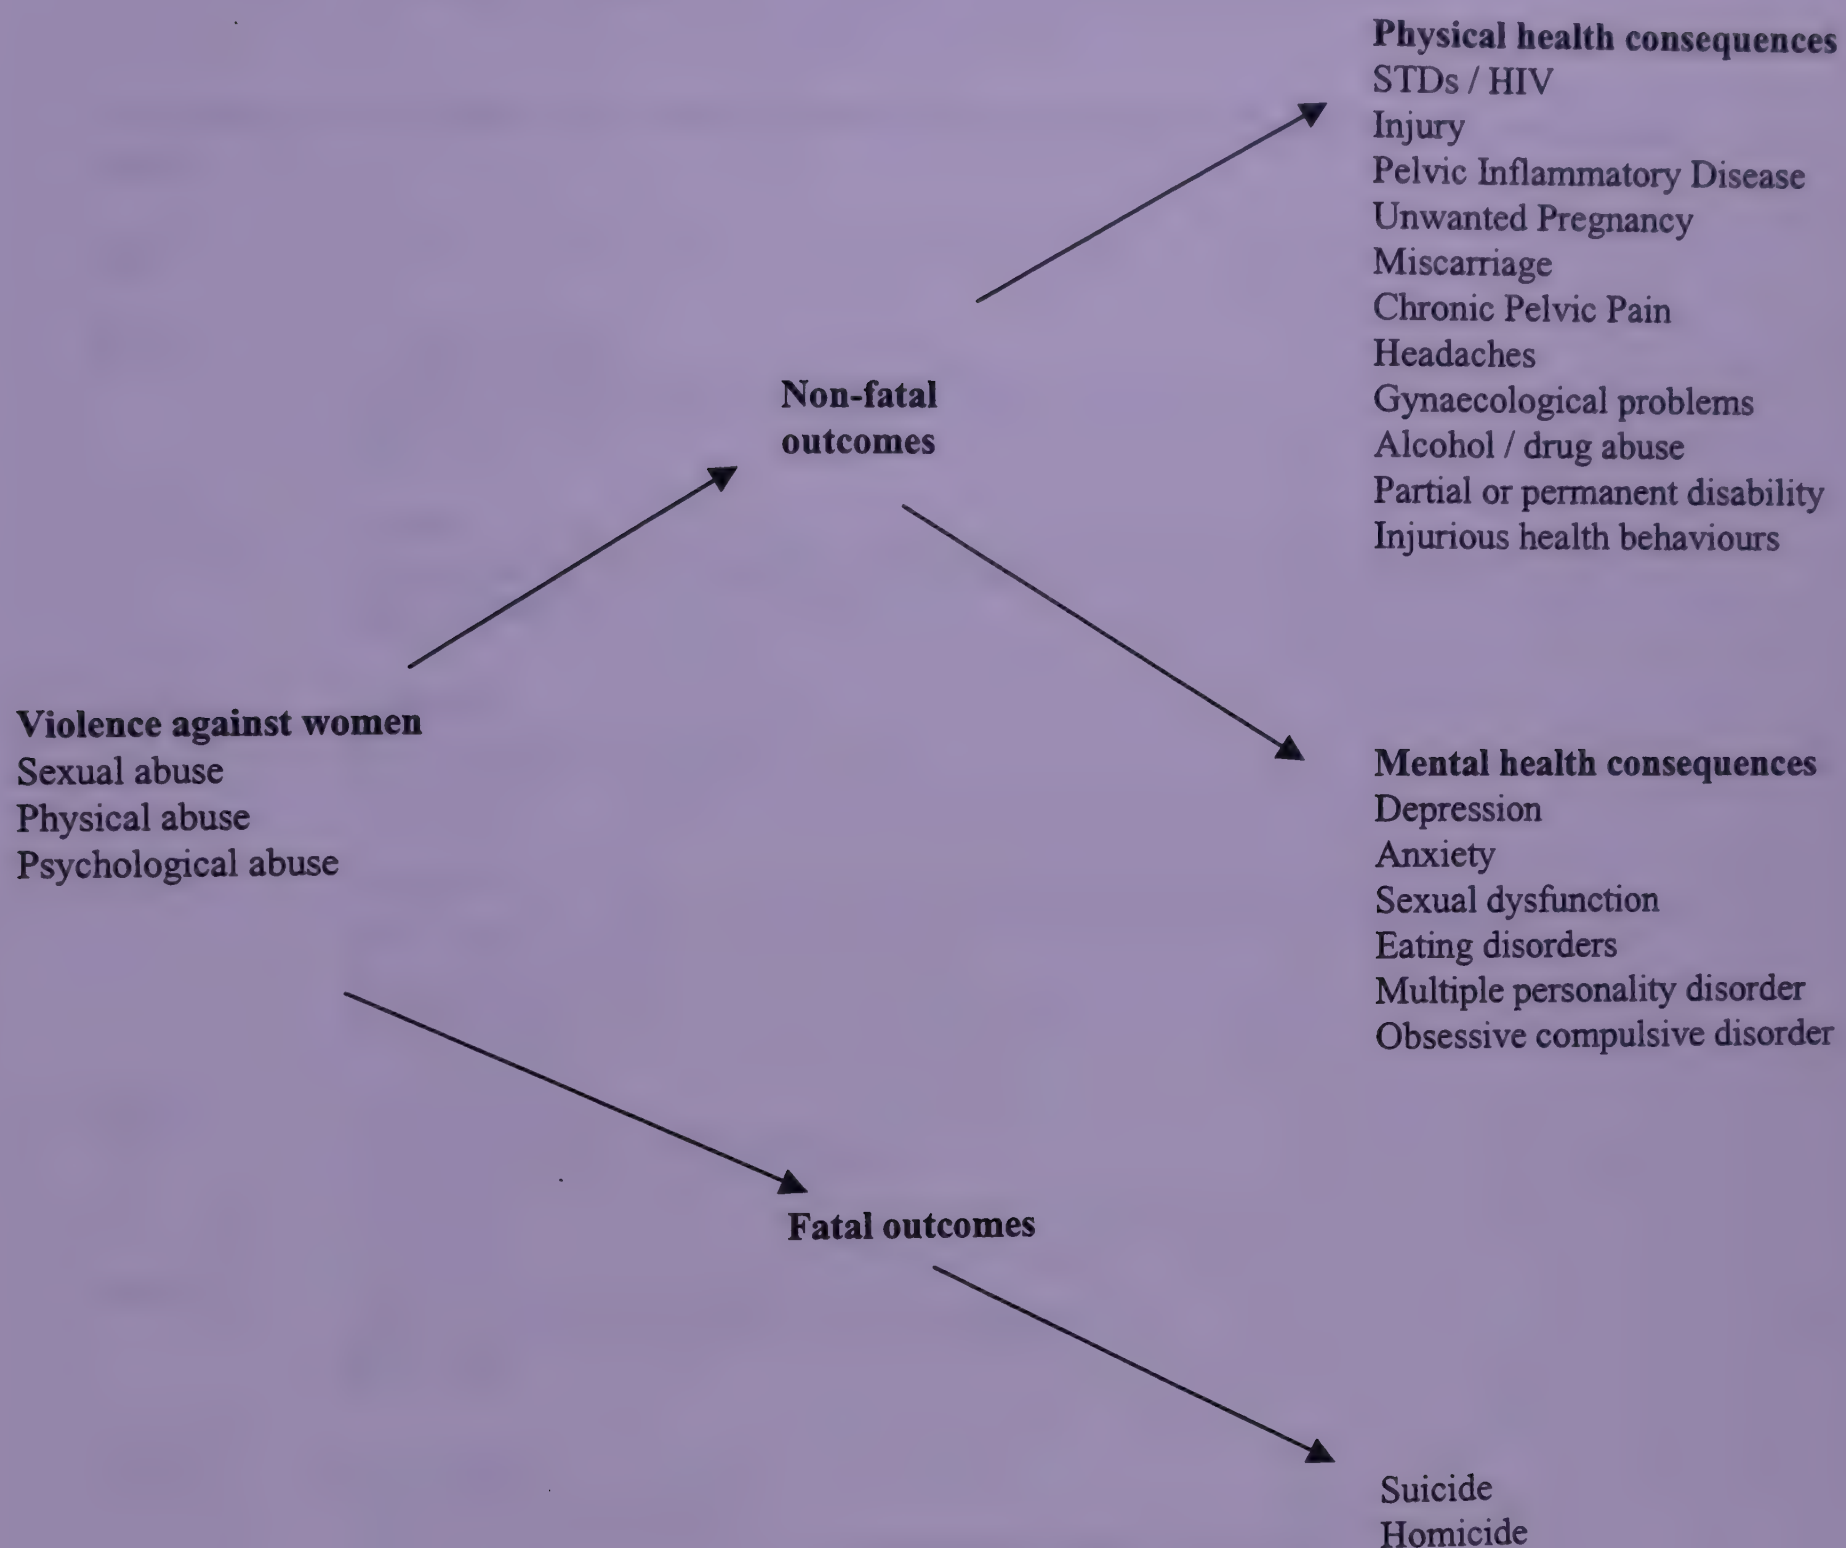 Physical health consequences
STDs / HIV
Injury
Pelvic Inflammatory Disease
Unwanted Pregnancy
Miscarriage
Chronic Pelvic Pain
Headaches
Gynaecological problems
Alcohol / drug abuse
Partial or permanent disability
Injurious health behaviours
Non-fatal
outcomes
Violence against women
Sexual abuse
Physical abuse
Psychological abuse
Mental health consequences
Depression
Anxiety
Sexual dysfunction
Eating disorders
Multiple personality disorder
Obsessive compulsive disorder
Fatal outcomes
Suicide
Homicide